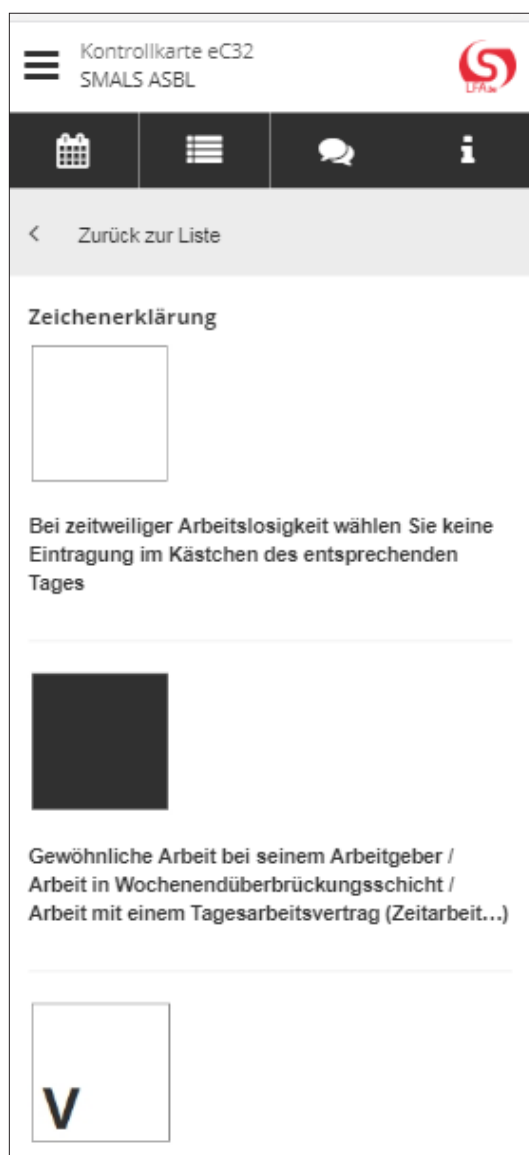 Kontrollkarte eC32
SMALS ASBL
LFA.be
Zurück zur Liste
Zeichenerklärung
Bei zeitweiliger Arbeitslosigkeit wählen Sie keine
Eintragung im Kästchen des entsprechenden
Tages
Gewöhnliche Arbeit bei seinem Arbeitgeber /
Arbeit in Wochenendüberbrückungsschicht /
Arbeit mit einem Tagesarbeitsvertrag (Zeitarbeit...)
V